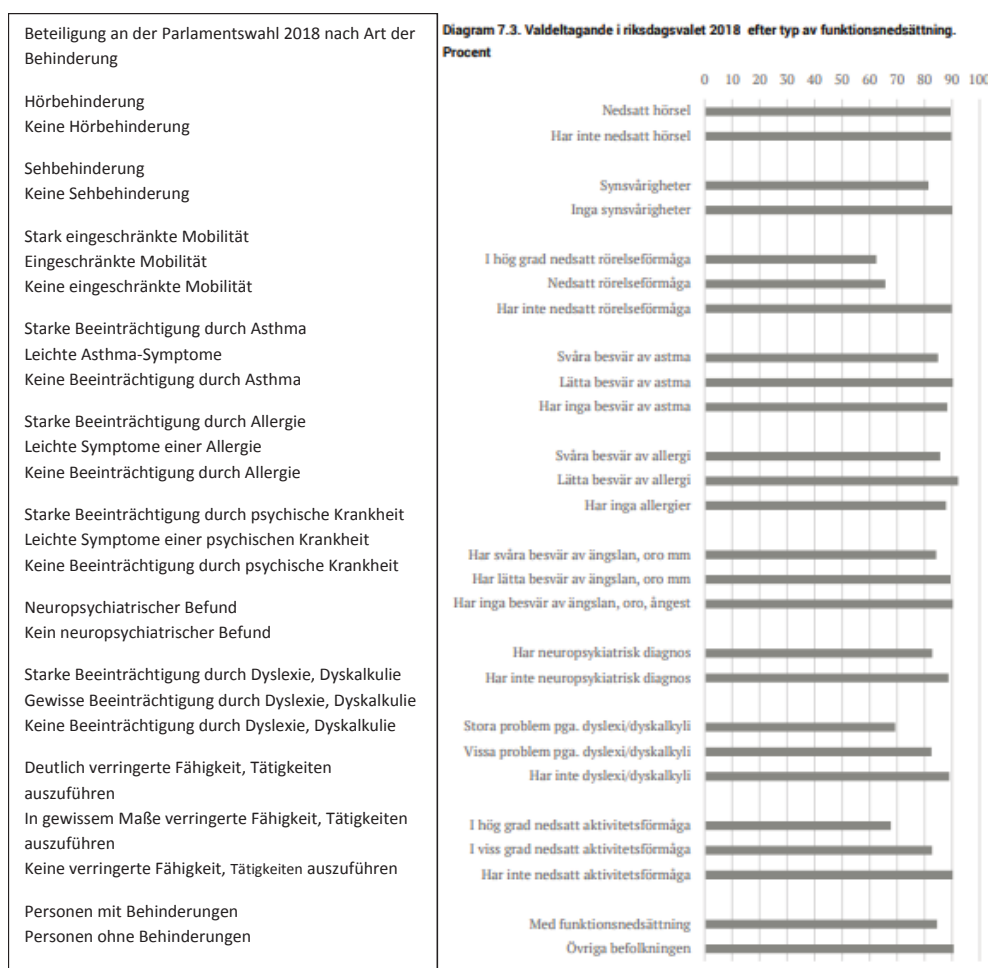 Beteiligung an der Parlamentswahl 2018 nach Art der
Behinderung
Hörbehinderung
Keine Hörbehinderung
Sehbehinderung
Keine Sehbehinderung
Stark eingeschränkte Mobilität
Eingeschränkte Mobilität
Keine eingeschränkte Mobilität
Starke Beeinträchtigung durch Asthma
Leichte Asthma-Symptome
Keine Beeinträchtigung durch Asthma
Starke Beeinträchtigung durch Allergie
Leichte Symptome einer Allergie
Keine Beeinträchtigung durch Allergie
Starke Beeinträchtigung durch psychische Krankheit
Leichte Symptome einer psychischen Krankheit
Keine Beeinträchtigung durch psychische Krankheit
Neuropsychiatrischer Befund
Kein neuropsychiatrischer Befund
Starke Beeinträchtigung durch Dyslexie, Dyskalkulie
Gewisse Beeinträchtigung durch Dyslexie, Dyskalkulie
Keine Beeinträchtigung durch Dyslexie, Dyskalkulie
Deutlich verringerte Fähigkeit, Tätigkeiten
auszuführen
In gewissem Maße verringerte Fähigkeit, Tätigkeiten
auszuführen
Keine verringerte Fähigkeit, Tätigkeiten auszuführen
Personen mit Behinderungen
Personen ohne Behinderungen
Diagram 7.3. Valdeltagande i riksdagsvalet 2018 efter typ av funktionsnedsättning.
Procent
0 10 20 30 40 50 60 70 80 90 100
Nedsatt hörsel
Har inte nedsatt hörsel
Synsvårigheter
Inga synsvårigheter
I hög grad nedsatt rörelseförmåga
Nedsatt rörelseförmåga
Har inte nedsatt rörelseförmåga
Svåra besvär av astma
Lätta besvär av astma
Har inga besvär av astma
Svåra besvär av allergi
Lätta besvär av allergi
Har inga allergier
Har svåra besvär av ängslan, oro mm
Har lätta besvär av ängslan, oro mm
Har inga besvär av ängslan, oro, ångest
Har neuropsykiatrisk diagnos
Har inte neuropsykiatrisk diagnos
Stora problem pga. dyslexi/dyskalkyli
Vissa problem pga. dyslexi/dyskalkyli
Har inte dyslexi/dyskalkyli
I hög grad nedsatt aktivitetsförmåga
I viss grad nedsatt aktivitetsförmåga
Har inte nedsatt aktivitetsförmåga
Med funktionsnedsättning
Övriga befolkningen